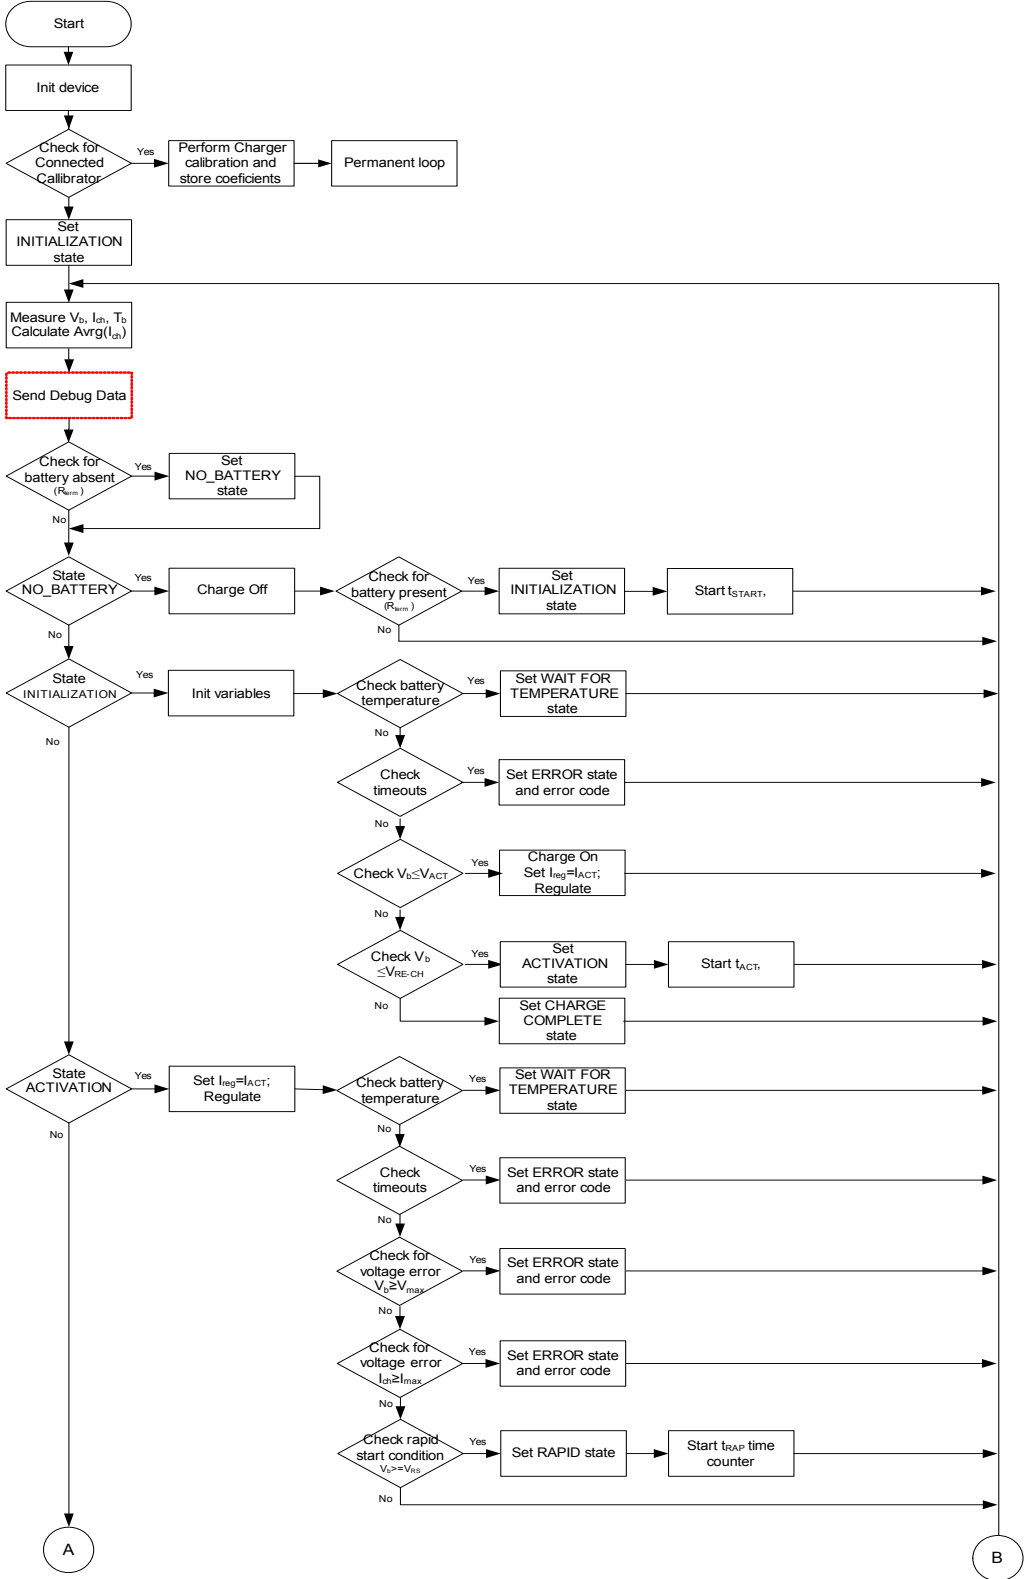 Start
Init device
Check for
Connected
Callibrator
Yes
Perform Charger
calibration and
store coeficients
Permanent loop
Set
INITIALIZATION
state
Measure Vb, Ich, Tb
Calculate Avrg(Ich)
Send Debug Data
Check for
battery absent
(Rterm)
Yes
Set
NO_BATTERY
state
No
State
NO_BATTERY
Yes
Charge Off
Check for
battery present
(Rterm)
Yes
Set
INITIALIZATION
state
Start tSTART,
No
No
State
INITIALIZATION
Yes
Init variables
Check battery
temperature
Yes
Set WAIT FOR
TEMPERATURE
state
No
No
Check
timeouts
Yes
Set ERROR state
and error code
No
Check Vb≤VACT
Yes
Charge On
Set Ireg=IACT;
Regulate
No
Check Vb
≤VRE-CH
Yes
Set
ACTIVATION
state
Start tACT,
No
Set CHARGE
COMPLETE
state
State
ACTIVATION
Yes
Set Ireg=IACT;
Regulate
Check battery
temperature
Yes
Set WAIT FOR
TEMPERATURE
state
No
No
Check
timeouts
Yes
Set ERROR state
and error code
No
Check for
voltage error
Vb≥Vmax
Yes
Set ERROR state
and error code
No
Check for
voltage error
Ich≥Imax
Yes
Set ERROR state
and error code
No
Check rapid
start condition
Vb>=VRS
Yes
Set RAPID state
Start tRAP time
counter
No
A
B